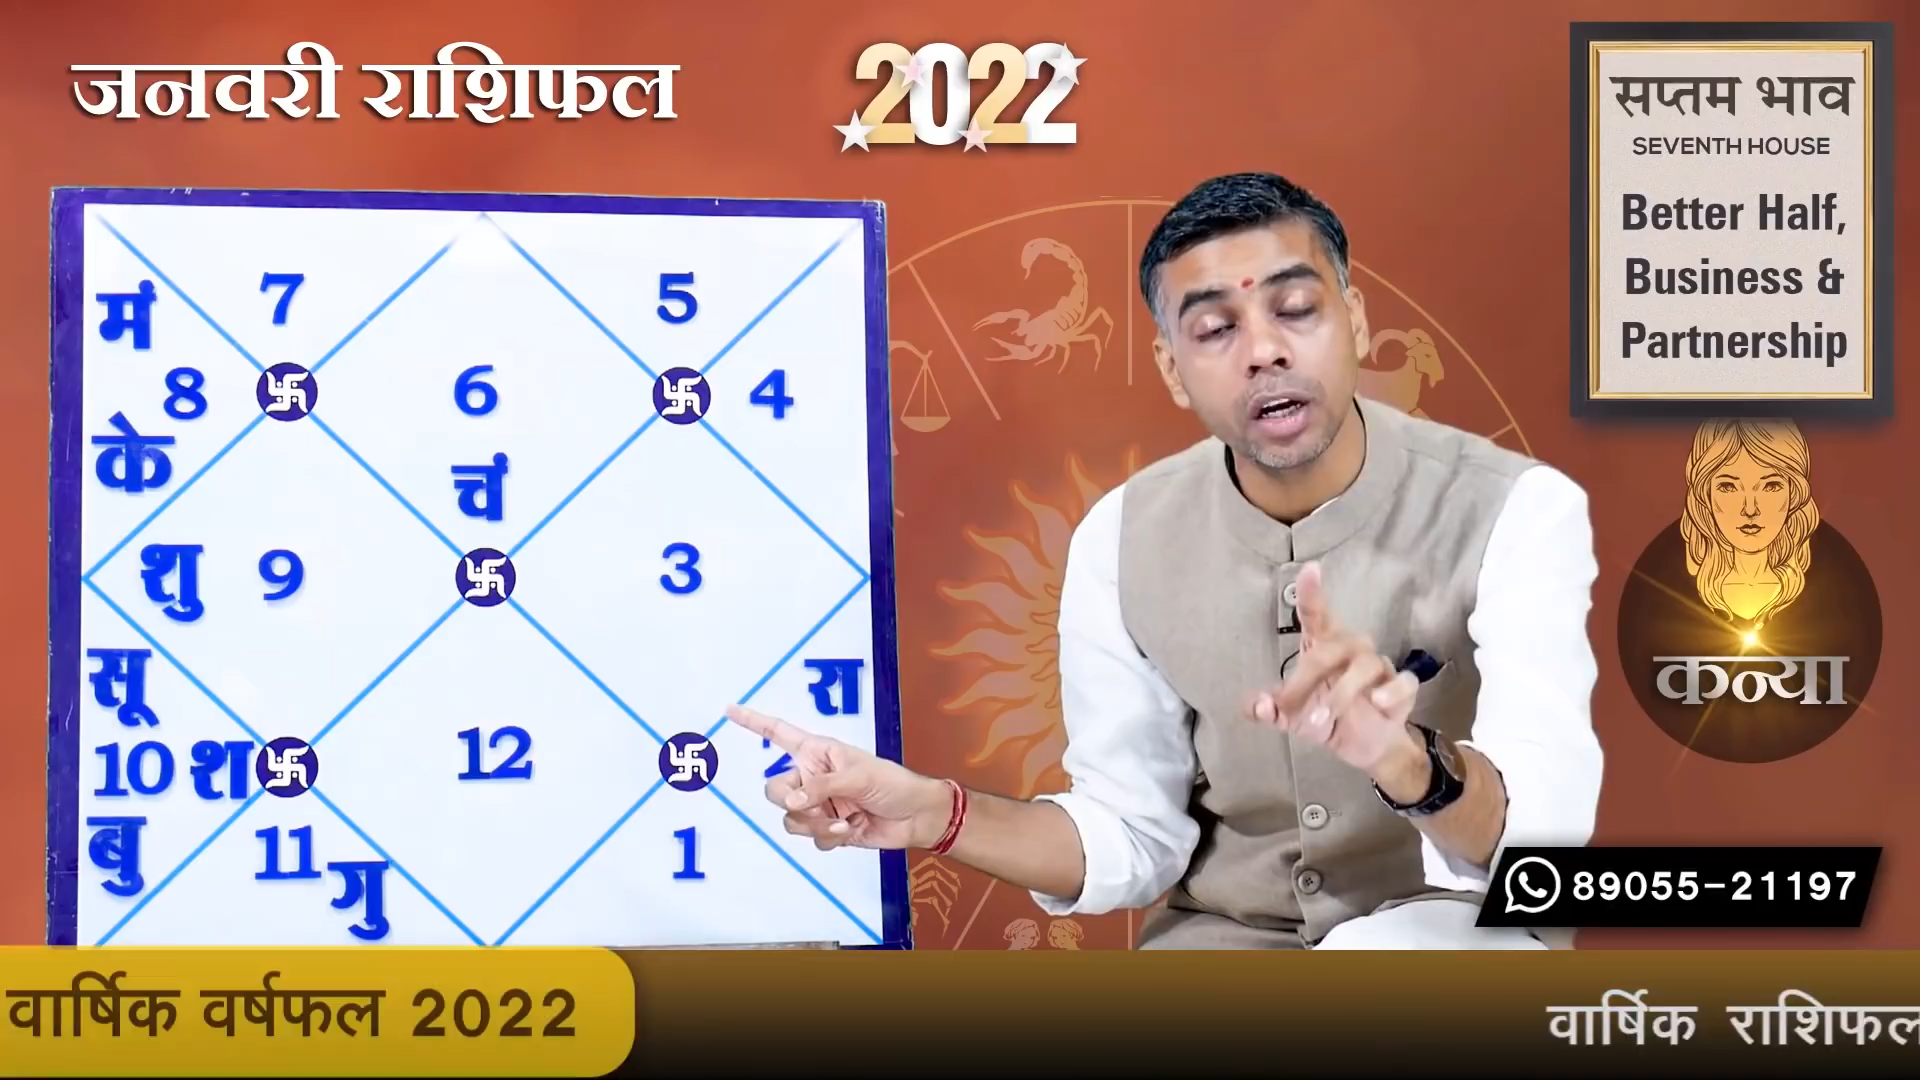 जनवरी राशिफल
2022
सप्तम भाव
SEVENTH HOUSE
Better Half,
Business &
Partnership
7
5
मं
8
6
4
के
चं
शु
9
3
सू
रा
10
श
12
2
बु
11
गु
1
कन्या
89055-21197
वार्षिक वर्षफल 2022
वार्षिक राशिफल